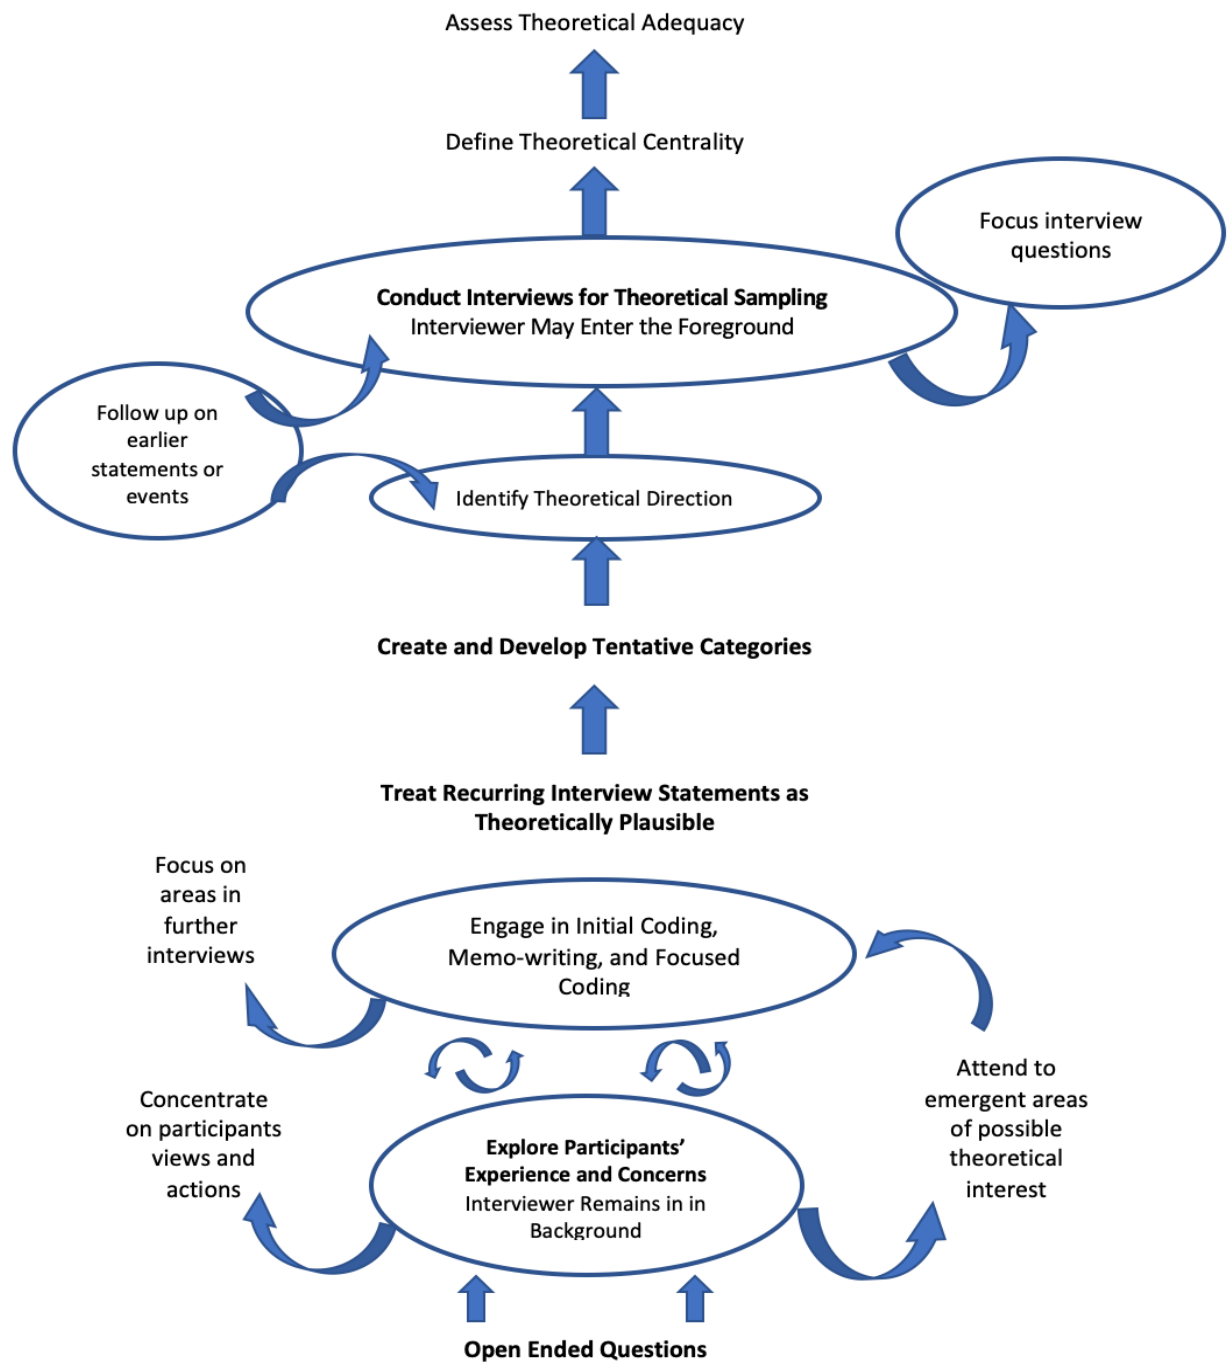 Assess Theoretical Adequacy
Define Theoretical Centrality
Focus interview
questions
Conduct Interviews for Theoretical Sampling
Interviewer May Enter the Foreground
Follow up on
earlier
statements or
events
Identify Theoretical Direction
Create and Develop Tentative Categories
Treat Recurring Interview Statements as
Theoretically Plausible
Focus on
areas in
further
interviews
Engage in Initial Coding,
Memo-writing, and Focused
Coding
Concentrate
on participants
views and
actions
Attend to
emergent areas
of possible
theoretical
interest
Explore Participants’
Experience and Concerns
Interviewer Remains in in
Background
Open Ended Questions